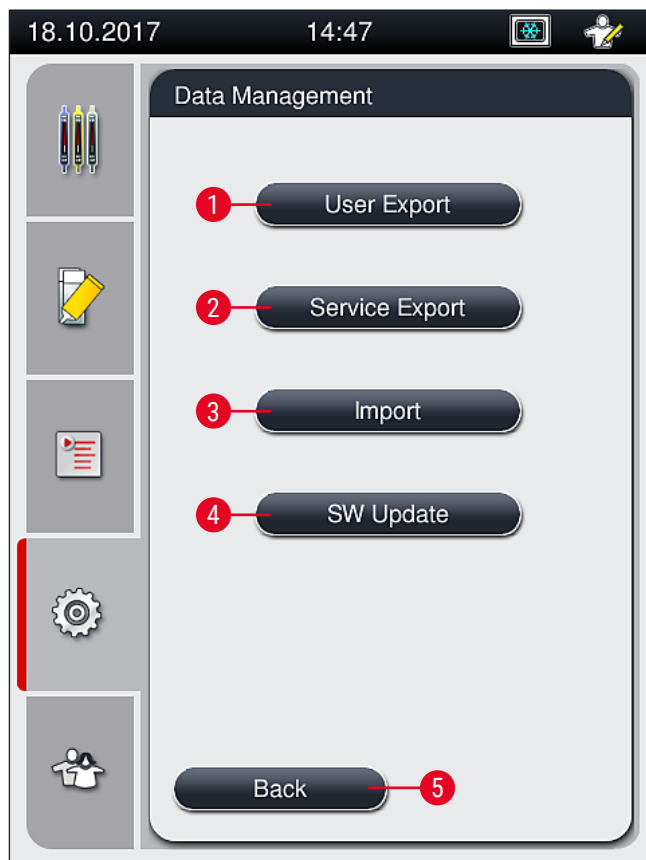 18.10.2017 14:47
Data Management
1 User Export
2 Service Export
3 Import
4 SW Update
Back 5